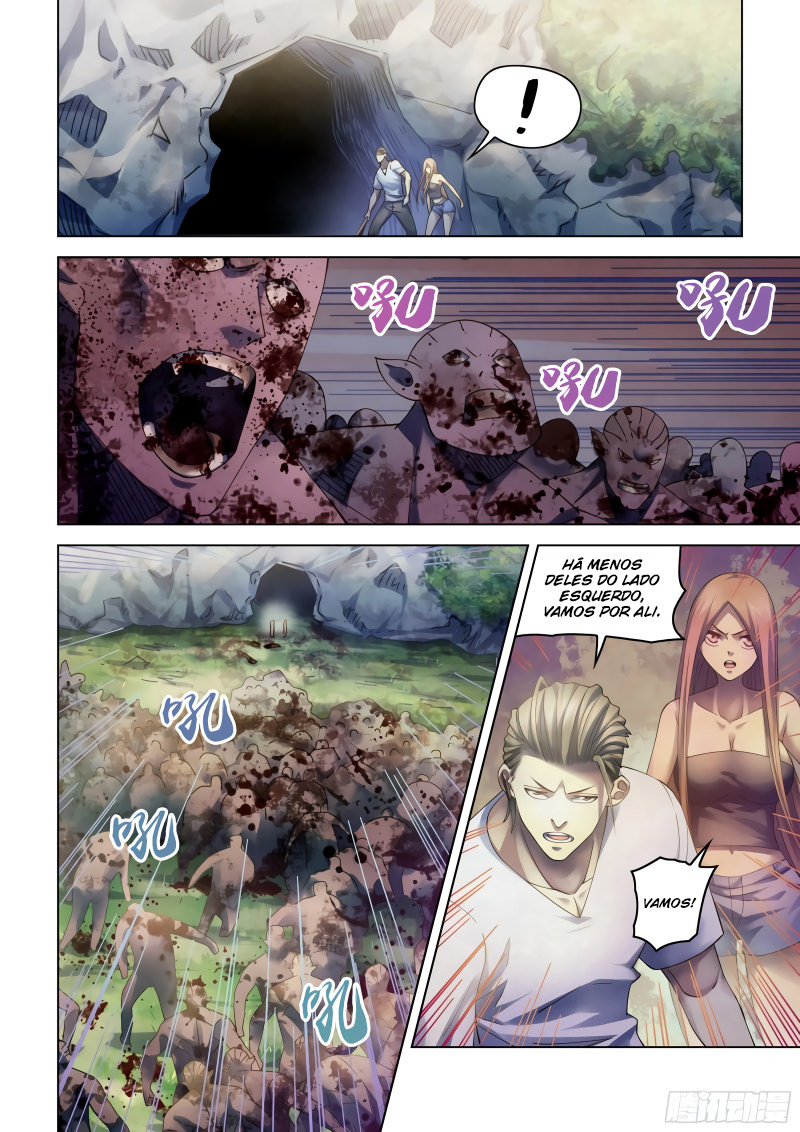 !
吼
吼
吼
HÁ MENOS
DELES DO LADO
ESQUERDO,
VAMOS POR ALI.
吼
吼
吼
VAMOS!
腾讯动漫